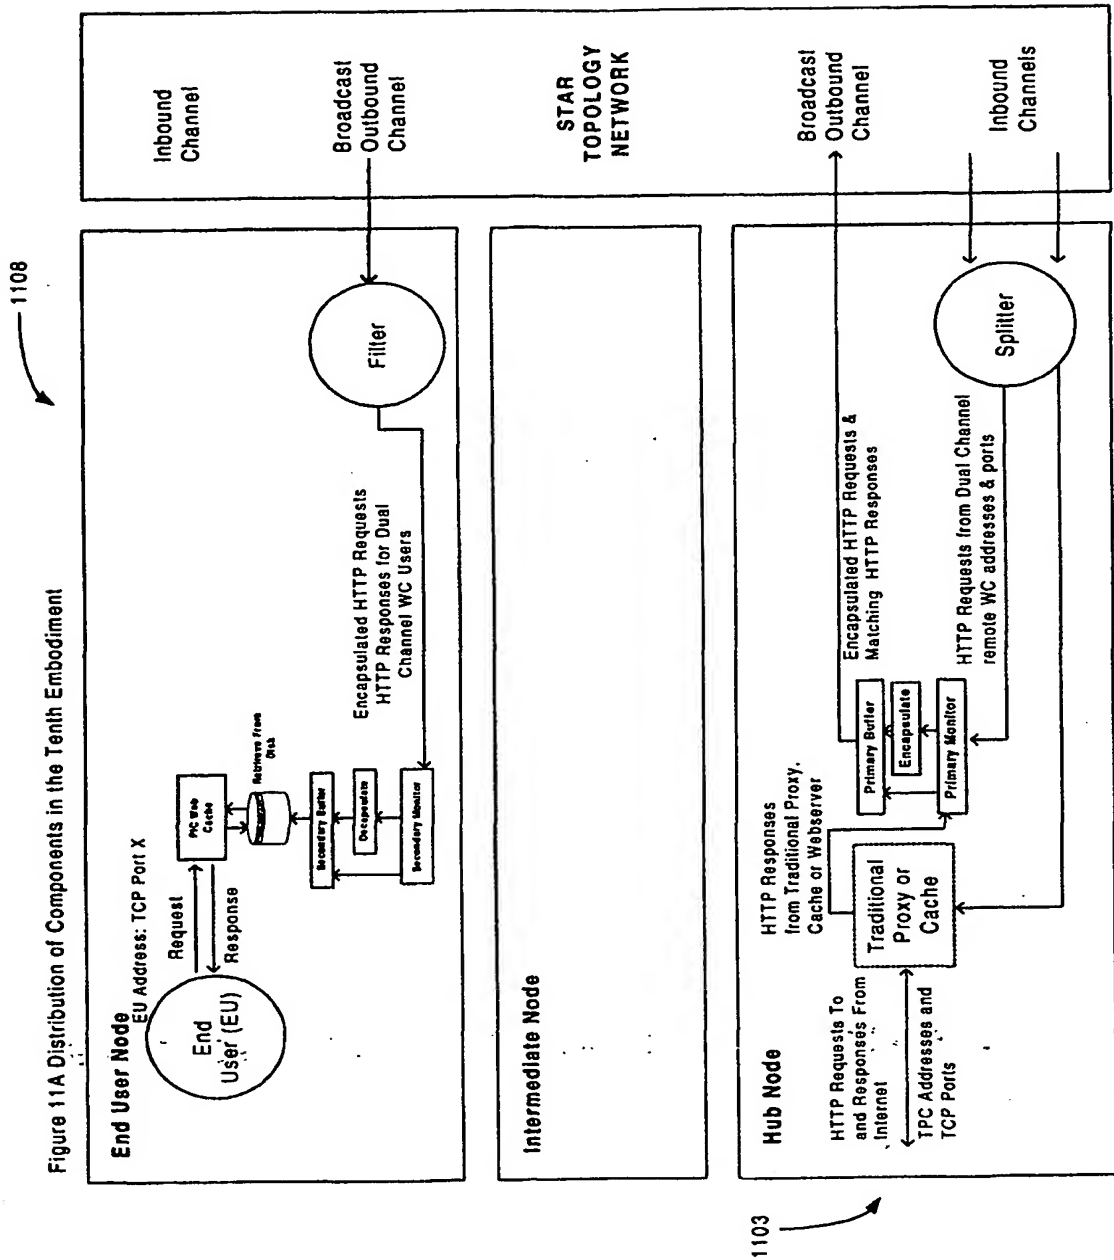 Figure 11A Distribution of Components in the Tenth Embodiment
1108
End User Node
EU Address: TCP Port X
End
User (EU)
Request
Response
PIC Web
Cache
Retrieve From
Disk
Secondary Buffer
Decapsulate
Secondary Monitor
Encapsulated HTTP Requests
HTTP Responses for Dual
Channel WC Users
Filter
Inbound
Channel
Broadcast
Outbound
Channel
Intermediate Node
STAR
TOPOLOGY
NETWORK
Hub Node
1103
HTTP Requests To
and Responses From
Internet
TPC Addresses and
TCP Ports
HTTP Responses
from Traditional Proxy,
Cache or Webserver
Traditional
Proxy or
Cache
Primary Buffer
Encapsulate
Primary Monitor
Encapsulated HTTP Requests &
Matching HTTP Responses
HTTP Requests from Dual Channel
remote WC addresses & ports
Splitter
Broadcast
Outbound
Channel
Inbound
Channels